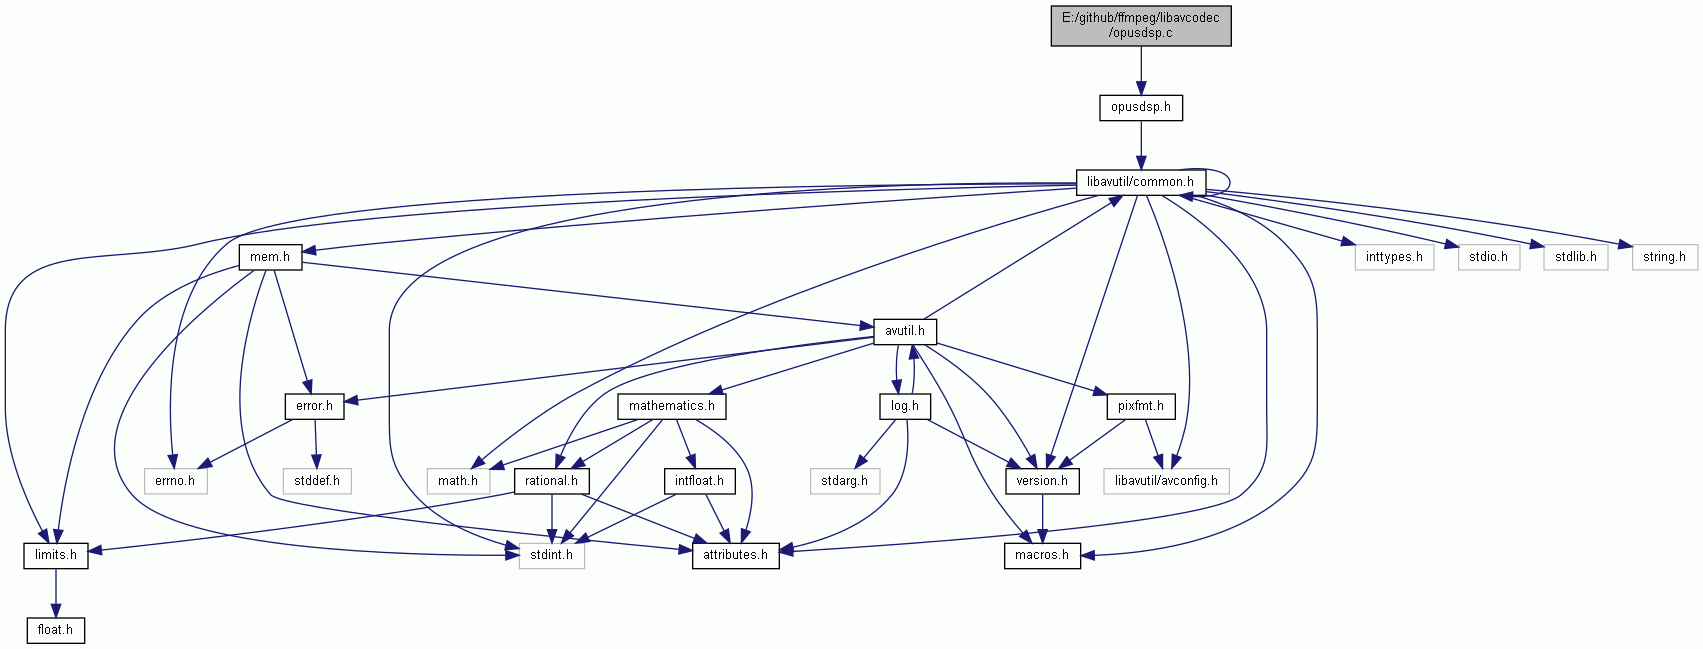 E:/github/ffmpeg/libavcodec
/opusdsp.c
opusdsp.h
libavutil/common.h
mem.h
inttypes.h
stdio.h
stdlib.h
string.h
avutil.h
error.h
mathematics.h
log.h
pixfmt.h
errno.h
stddef.h
math.h
rational.h
intfloat.h
stdarg.h
version.h
libavutil/avconfig.h
limits.h
stdint.h
attributes.h
macros.h
float.h